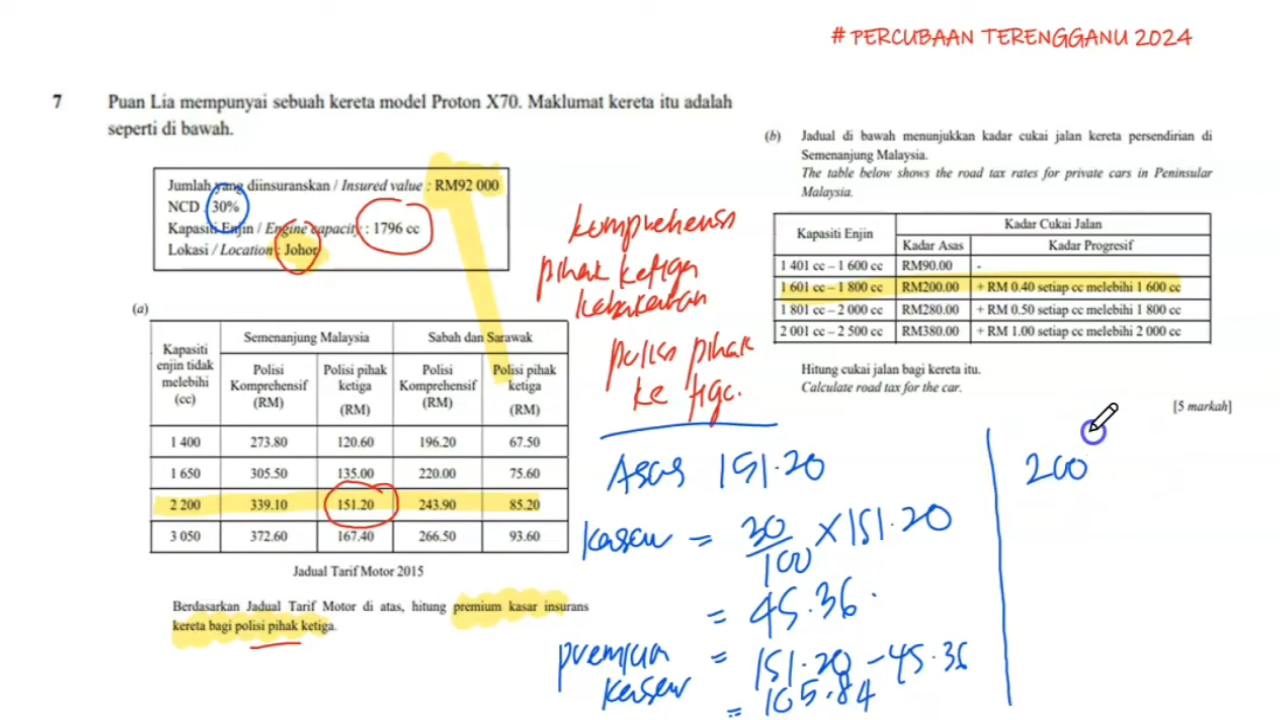 # PERCUBAAN TERENGGANU 2024
7 Puan Lia mempunyai sebuah kereta model Proton X70. Maklumat kereta itu adalah
seperti di bawah.
Jumlah yang diinsuranskan / Insured value : RM92 000
NCD : 30%
Kapasiti Enjin / Engine capacity : 1796 cc
Lokasi / Location : Johor
(a)
Kapasiti enjin tidak melebihi (cc) Semenanjung Malaysia Sabah dan Sarawak
Polisi Komprehensif (RM) Polisi pihak ketiga (RM) Polisi Komprehensif (RM) Polisi pihak ketiga (RM)
1 400 273.80 120.60 196.20 67.50
1 650 305.50 135.00 220.00 75.60
2 200 339.10 151.20 243.90 85.20
3 050 372.60 167.40 266.50 93.60
Jadual Tarif Motor 2015
Berdasarkan Jadual Tarif Motor di atas, hitung premium kasar insurans
kereta bagi polisi pihak ketiga.
komprehensif
pihak ketiga
kebakaran
polisi pihak
ke tiga.
Asas 151.20
kasar = 30/100 × 151.20
= 45.36.
premium kasar = 151.20 - 45.36
= 105.84
(b) Jadual di bawah menunjukkan kadar cukai jalan kereta persendirian di
Semenanjung Malaysia.
The table below shows the road tax rates for private cars in Peninsular
Malaysia.
Kapasiti Enjin Kadar Cukai Jalan
Kadar Asas Kadar Progresif
1 401 cc – 1 600 cc RM90.00 -
1 601 cc – 1 800 cc RM200.00 + RM 0.40 setiap cc melebihi 1 600 cc
1 801 cc – 2 000 cc RM280.00 + RM 0.50 setiap cc melebihi 1 800 cc
2 001 cc – 2 500 cc RM380.00 + RM 1.00 setiap cc melebihi 2 000 cc
Hitung cukai jalan bagi kereta itu.
Calculate road tax for the car.
[5 markah]
200